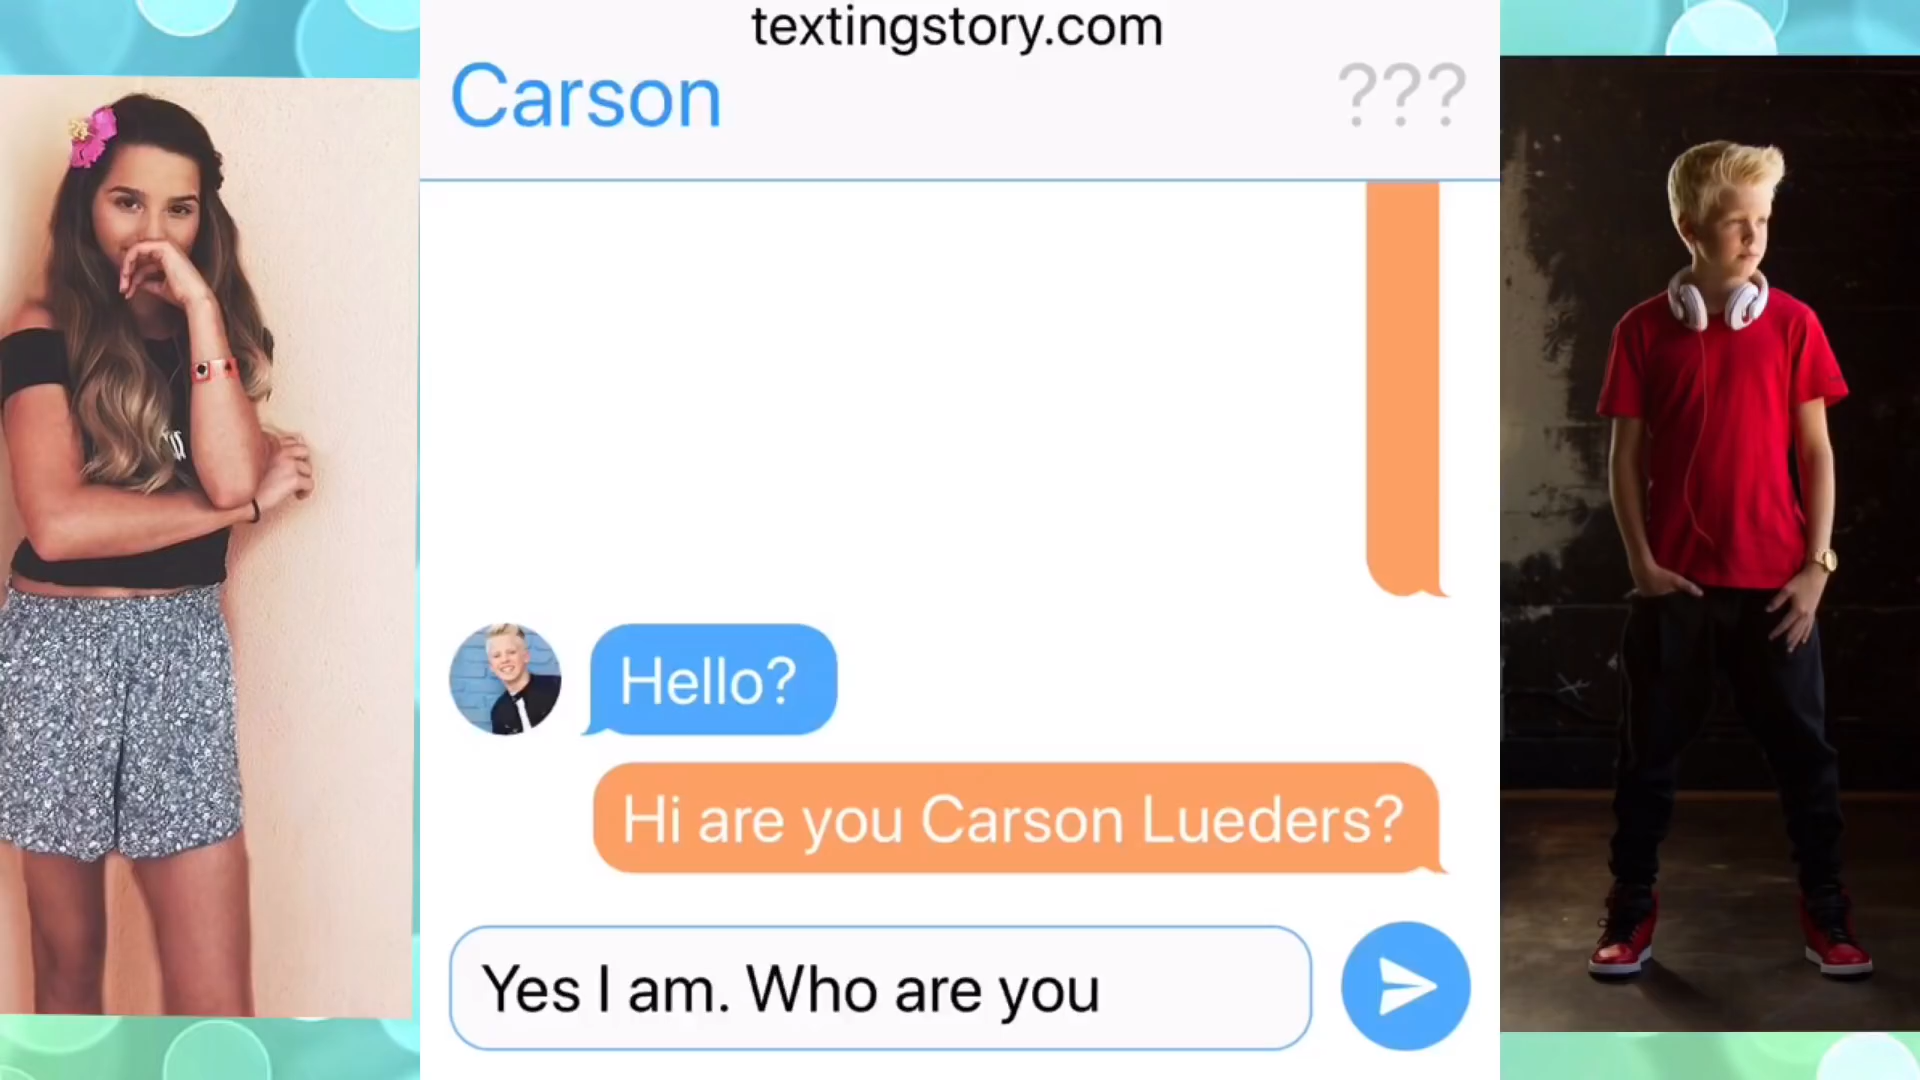 textingstory.com
Carson
???
Hello?
Hi are you Carson Lueders?
Yes I am. Who are you